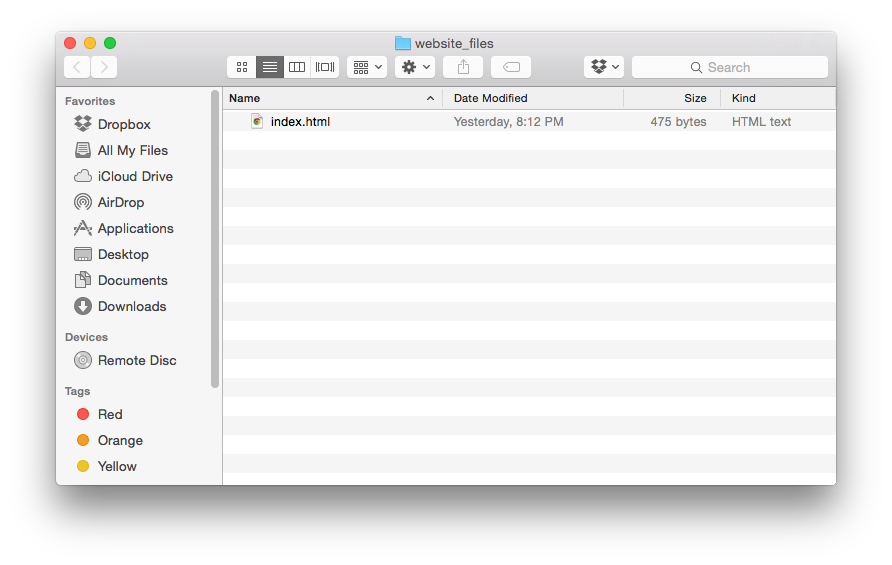 website_files
Search
Favorites
Dropbox
All My Files
iCloud Drive
AirDrop
Applications
Desktop
Documents
Downloads
Devices
Remote Disc
Tags
Red
Orange
Yellow
Name Date Modified Size Kind
index.html Yesterday, 8:12 PM 475 bytes HTML text